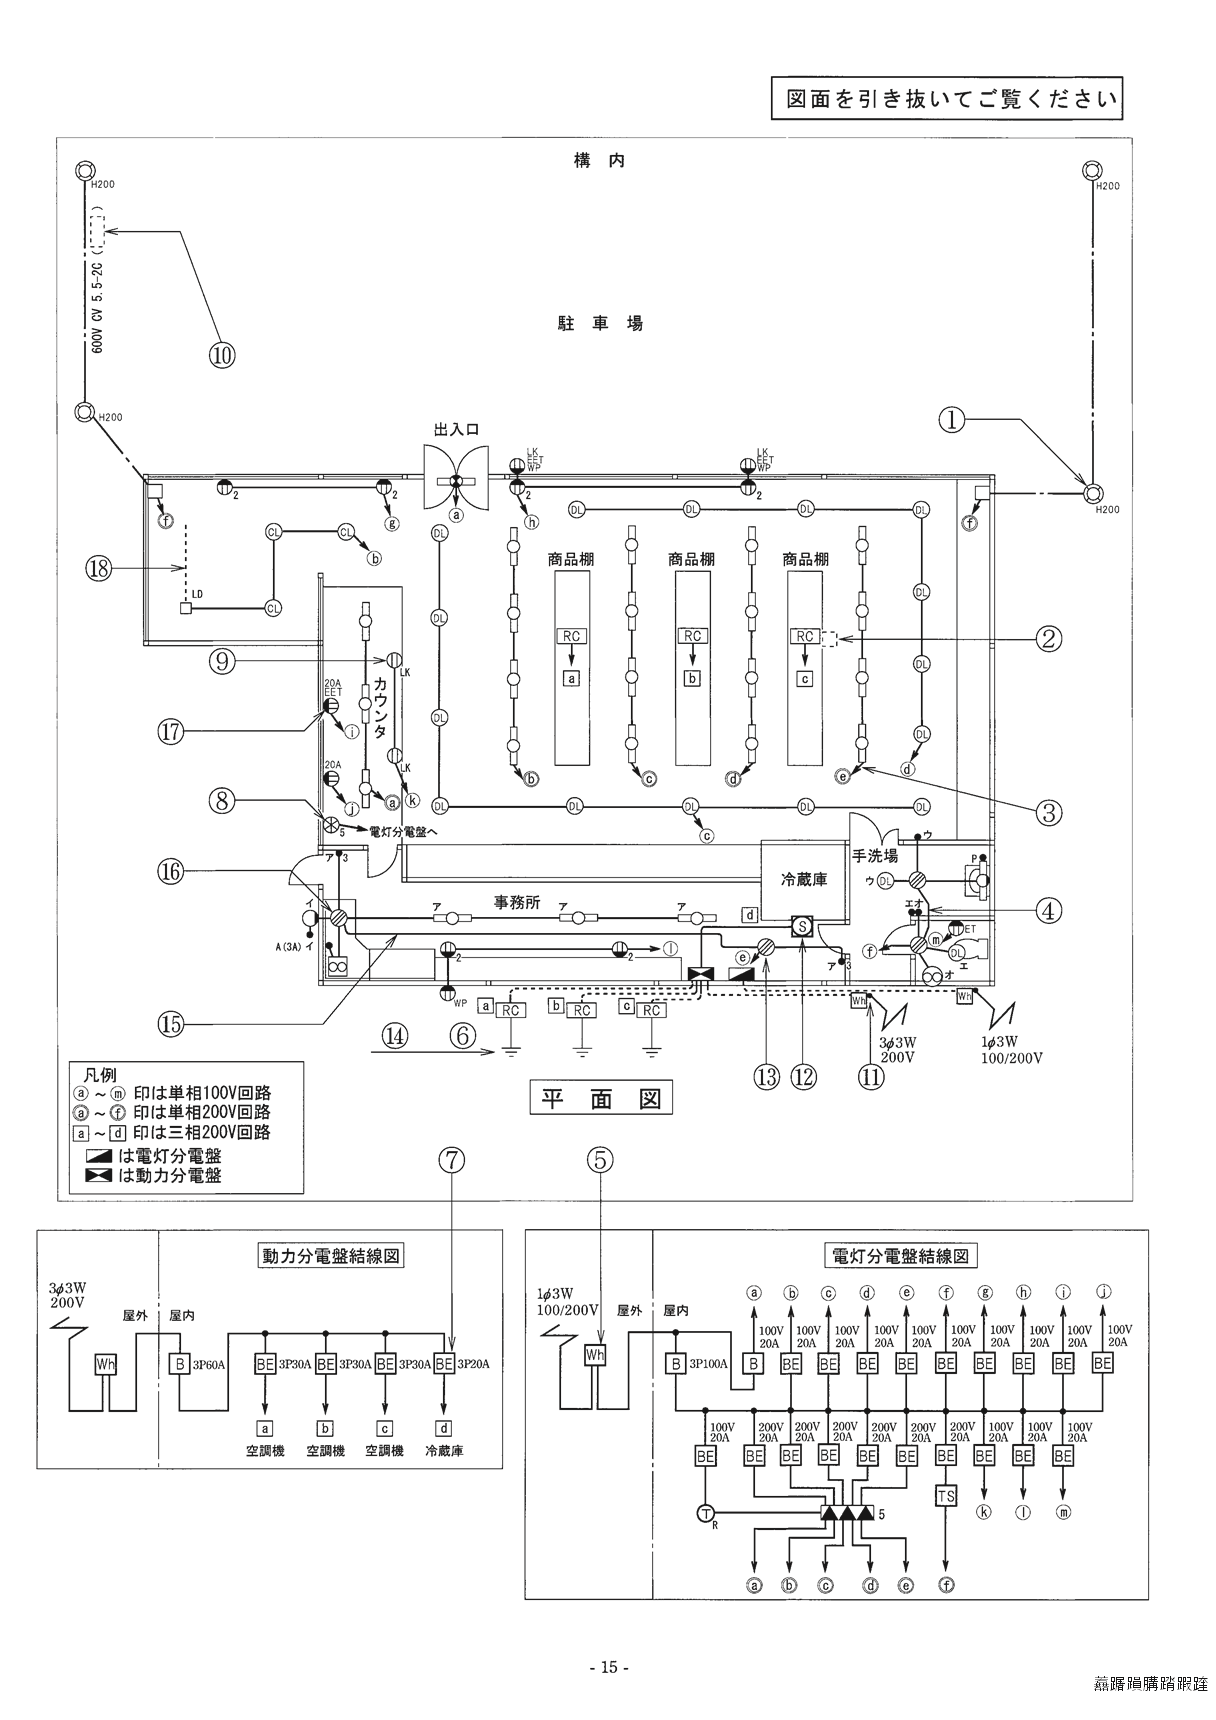 図面を引き抜いてご覧ください
構 内
H200
H200
600V CV 5.5-2C ( )
⑩
駐 車 場
H200
①
H200
出入口
LK
EET
WP
LK
EET
WP
2
2
2
2
ⓕ
ⓖ
ⓐ
ⓗ
ⓕ
DL DL DL DL
CL CL
ⓑ
DL
⑱
LD
CL
商品棚 商品棚 商品棚
DL
DL
RC RC RC
②
a b c
⑨
LK
20A
EET
カウンタ
⑰
ⓘ
DL
DL
DL
20A
LK
ⓙ
ⓐ
ⓚ
ⓑ
ⓒ
ⓓ
ⓔ
ⓓ
③
⑧
5
電灯分電盤へ
DL DL DL DL DL
ⓒ
ア 3
⑯
手洗場
ウ
P
冷蔵庫
ウ DL
事務所
イ
ア ア ア
d
S
エオ
④
A(3A) イ
2
2
ⓛ
ⓔ
ア 3
ⓕ
ⓜ
ET
DL
エ
オ
WP
a RC b RC c RC
Wh
Wh
⑮
⑭ ⑥
3φ3W
200V
1φ3W
100/200V
⑬ ⑫ ⑪
平 面 図
凡例
ⓐ ～ ⓜ 印は単相100V回路
ⓐ ～ ⓕ 印は単相200V回路
a ～ d 印は三相200V回路
は電灯分電盤
は動力分電盤
⑦ ⑤
動力分電盤結線図
3φ3W
200V
屋外 屋内
Wh
B 3P60A
BE 3P30A BE 3P30A BE 3P30A BE 3P20A
a b c d
空調機 空調機 空調機 冷蔵庫
電灯分電盤結線図
1φ3W
100/200V
屋外 屋内
ⓐ ⓑ ⓒ ⓓ ⓔ ⓕ ⓖ ⓗ ⓘ ⓙ
100V 100V 100V 100V 100V 100V 100V 100V 100V 100V
20A 20A 20A 20A 20A 20A 20A 20A 20A 20A
Wh
B 3P100A
B BE BE BE BE BE BE BE BE BE
100V 200V 200V 200V 200V 200V 200V 100V 100V 100V
20A 20A 20A 20A 20A 20A 20A 20A 20A 20A
BE BE BE BE BE BE BE BE BE BE
TS
T R
5
ⓚ ⓛ ⓜ
ⓐ ⓑ ⓒ ⓓ ⓔ ⓕ
- 15 -